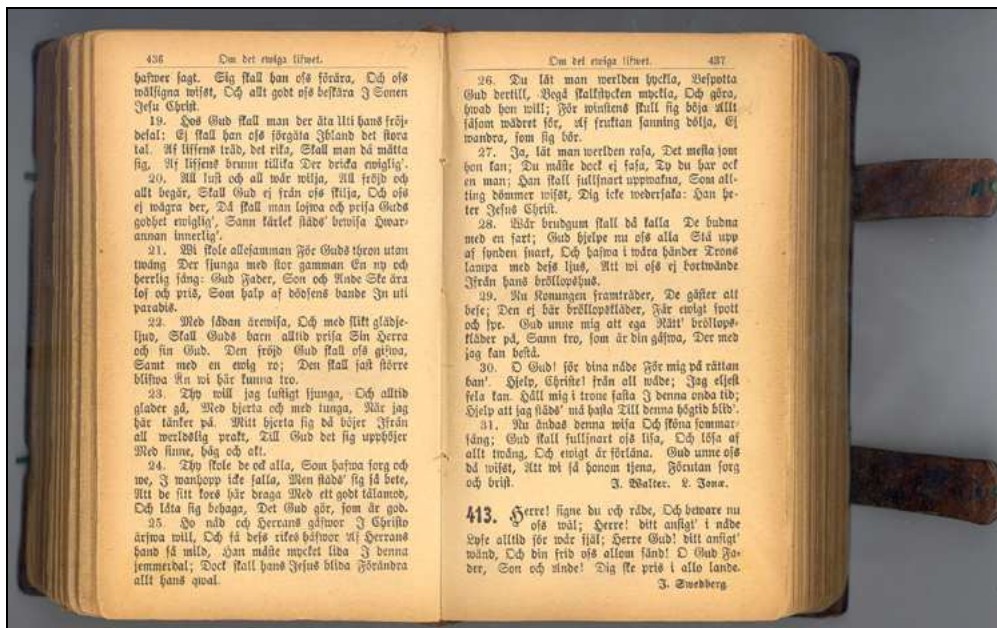 436 Om det ewiga lifwet.
hafwer sagt. Sig skall han oss förära, Och oss
wälsigna wisst, Och allt godt oss beskära I Sonen
Jesu Christ.
19. Hos Gud skall man der äta Uti hans fröj-
desal: Ej skall han oss förgäta Ibland det stora
tal. Af lifsens träd, det rika, Skall man då mätta
sig, Af lifsens brunn tillika Der dricka ewiglig'.
20. All lust och all wår wilja, All fröjd och
allt begär, Skall Gud ej från oss skilja, Och oss
ej wägra der, Då skall man lofwa och prisa Guds
godhet ewiglig', Sann kärlek städs' bewisa Hwar-
annan innerlig'.
21. Wi skole allesamman För Guds thron utan
twång Der sjunga med stor gamman En ny och
herrlig sång: Gud Fader, Son och Ande Ske ära
lof och pris, Som halp af dödsens bande In uti
paradis.
22. Med sådan ärewisa, Och med slikt glädje-
ljud, Skall Guds barn alltid prisa Sin Herra
och sin Gud. Den fröjd Gud skall oss gifwa,
Samt med en ewig ro; Den skall fast större
blifwa Än wi här kunna tro.
23. Thy will jag lustigt sjunga, Och alltid
glader gå, Med hjerta och med tunga, När jag
här tänker på. Mitt hjerta sig då böjer Ifrån
all werldslig prakt, Till Gud det sig upphöjer
Med sinne, håg och akt.
24. Thy skole de ock alla, Som hafwa sorg och
we, I wanhopp icke falla, Men städs' sig så bete,
Att de sitt kors här draga Med ett godt tålamod,
Och låta sig behaga, Det Gud gör, som är god.
25. Ho nåd och Herrans gåfwor I Christo
ärfwa will, Och få dess rikes håfwor Af Herrans
hand så mild, Han måste mycket lida I denna
jemmerdal; Dock skall hans Jesus blida Förändra
allt hans qwal.
Om det ewiga lifwet. 437
26. Du låt man werlden hyckla, Bespotta
Gud dertill, Begå skalkstycken myckla, Och göra,
hwad hon will; För winstens skull sig böja Allt
såsom wädret för, Af fruktan sanning dölja, Ej
wandra, som sig bör.
27. Ja, låt man werlden rasa, Det mesta som
hon kan; Du måste dock ej fasa, Ty du har ock
en man; Han skall fullsnart uppwakna, Som all-
ting dömmer wisst, Dig icke wedersaka: Han he-
ter Jesus Christ.
28. Wår brudgum skall då kalla De budna
med en fart; Gud hjelpe nu oss alla Stå upp
af synden snart, Och hafwa i wåra händer Trons
lampa med dess ljus, Att wi oss ej bortwände
Ifrån hans bröllopshus.
29. Nu Konungen framträder, De gäster att
bese; Den ej bär bröllopskläder, Får ewigt spott
och spe. Gud unne mig att ega Rätt' bröllops-
kläder på, Sann tro, som är din gåfwa, Der med
jag kan bestå.
30. O Gud! för dina nåde För mig på rättan
ban'. Hjelp, Christe! från all wåde; Jag eljest
fela kan. Håll mig i trone fasta I denna onda tid;
Hjelp att jag städs' må hasta Till denna högtid blid'.
31. Nu ändas denna wisa Och sköna sommar-
sång; Gud skall fullsnart oss lisa, Och lösa af
allt twång, Och ewigt är förläna. Gud unne oss
då wisst, Att wi så honom tjena, Förutan sorg
och brist. J. Walter. L. Jonæ.
413. Herre! signe du och råde, Och beware nu
oss wäl; Herre! ditt ansigt' i nåde
Lyse alltid för wår själ; Herre Gud! ditt ansigt'
wänd, Och din frid oss allom sänd! O Gud Fa-
der, Son och Ande! Dig ske pris i allo lande.
J. Swedberg.